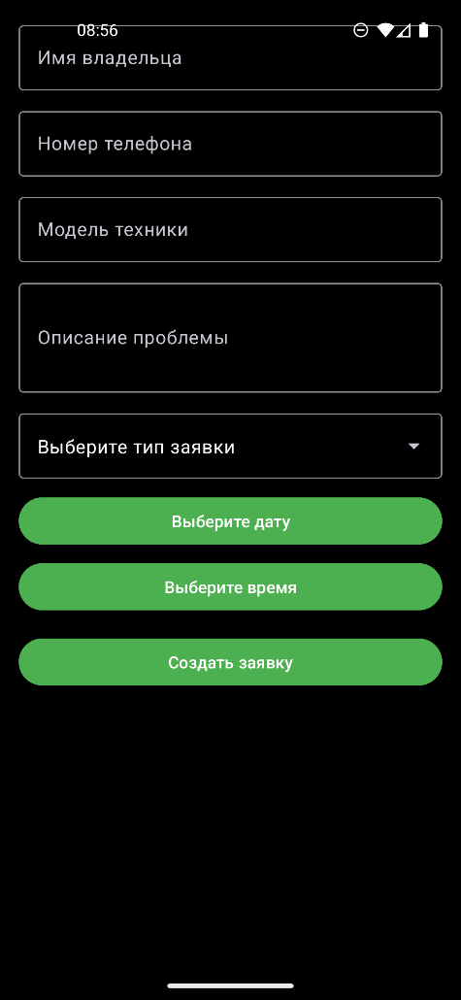 08:56
Имя владельца
Номер телефона
Модель техники
Описание проблемы
Выберите тип заявки
Выберите дату
Выберите время
Создать заявку